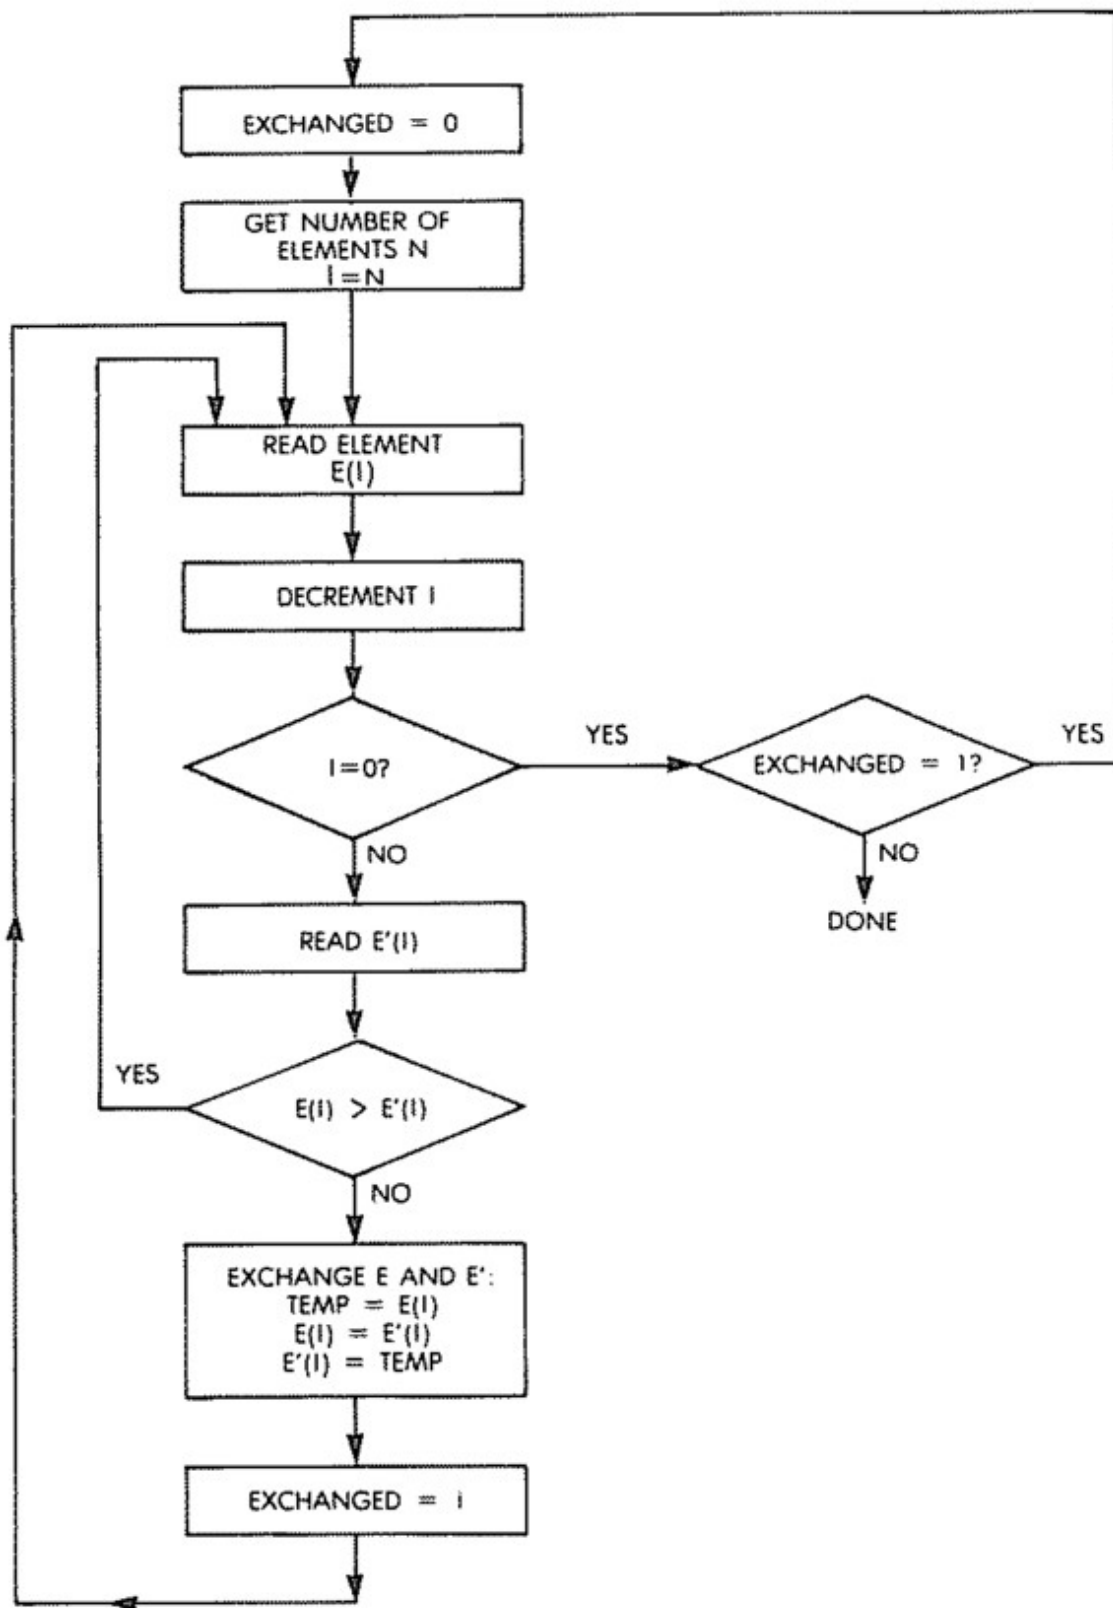 EXCHANGED = 0
GET NUMBER OF
ELEMENTS N
I=N
READ ELEMENT
E(I)
DECREMENT I
I=0?
YES
EXCHANGED = 1?
YES
NO
NO
DONE
READ E'(I)
YES
E(I) > E'(I)
NO
EXCHANGE E AND E':
TEMP = E(I)
E(I) = E'(I)
E'(I) = TEMP
EXCHANGED = i